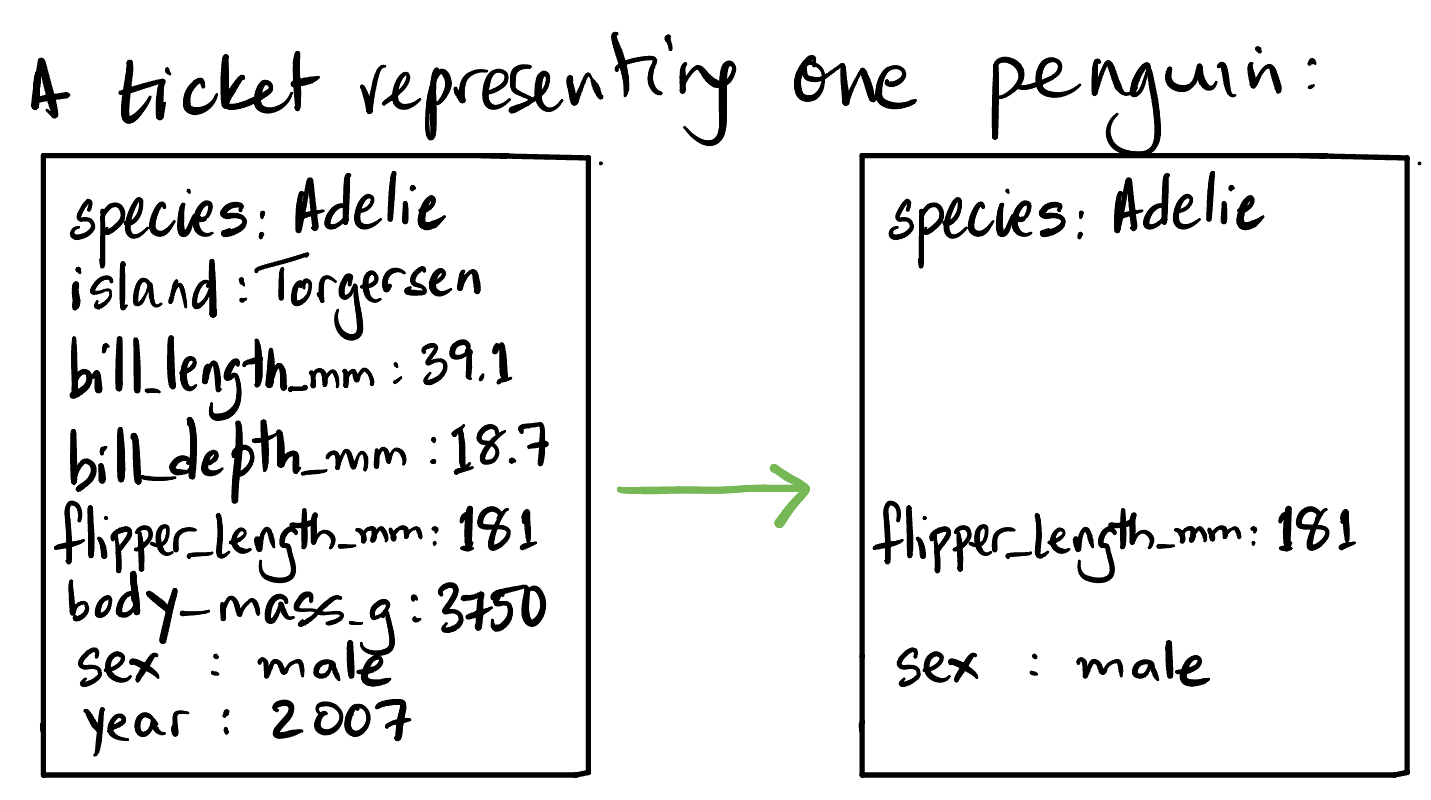 A ticket representing one penguin:
species: Adelie
island: Torgersen
bill_length_mm: 39.1
bill_depth_mm: 18.7
flipper_length_mm: 181
body_mass_g: 3750
sex : male
year : 2007
species: Adelie
flipper_length_mm: 181
sex : male